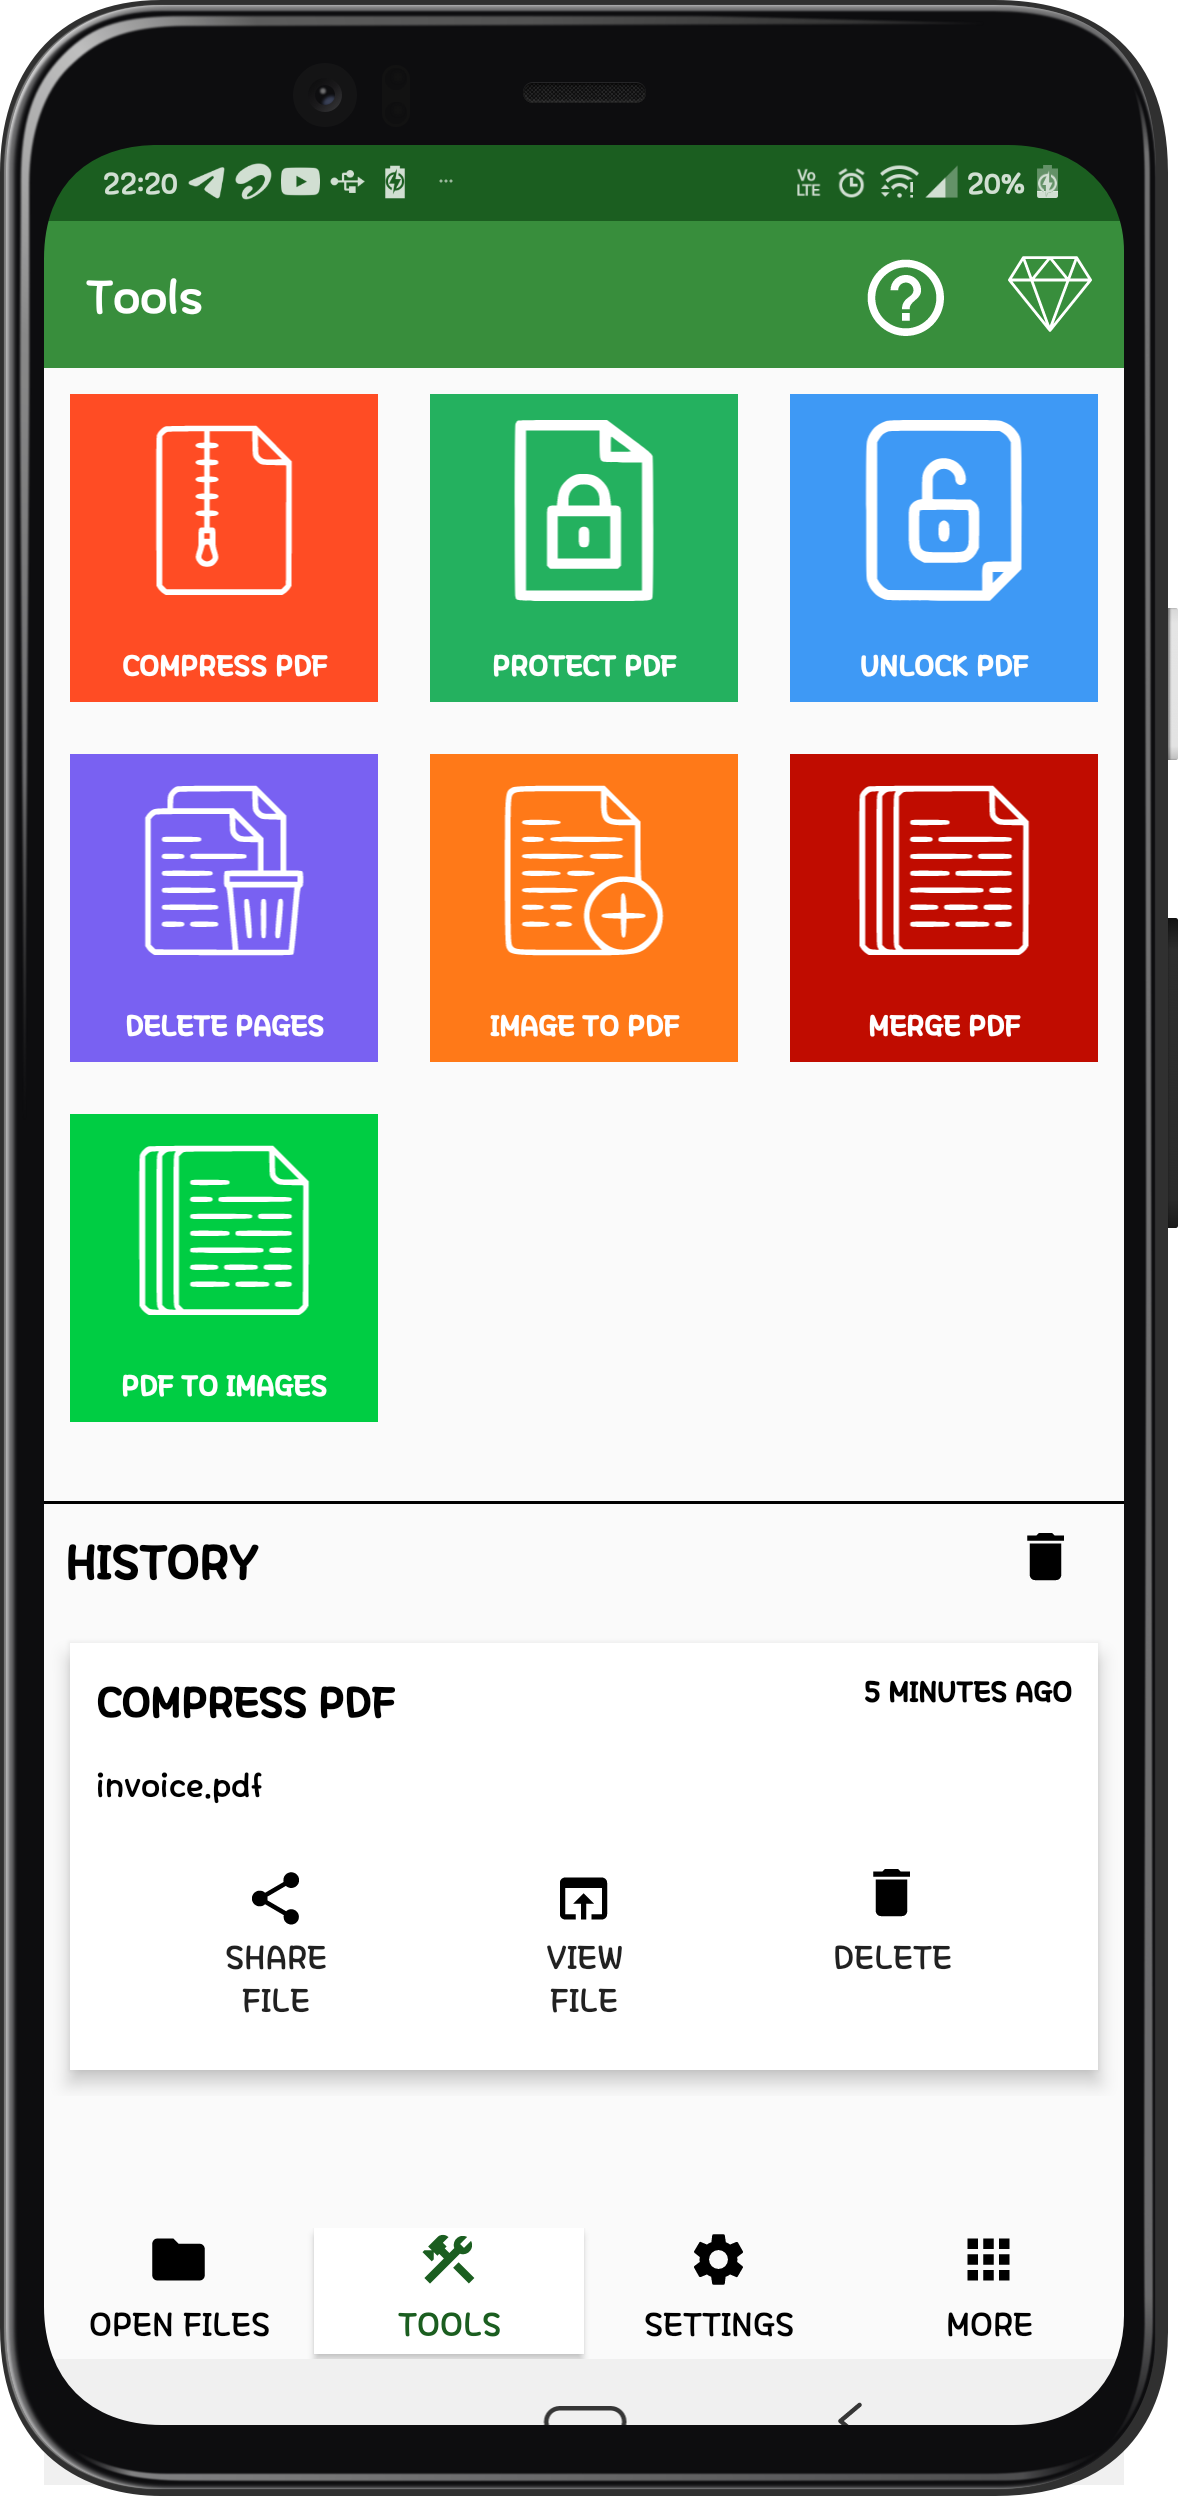 22:20
Vo LTE
20%
Tools
COMPRESS PDF
PROTECT PDF
UNLOCK PDF
DELETE PAGES
IMAGE TO PDF
MERGE PDF
PDF TO IMAGES
HISTORY
COMPRESS PDF
5 MINUTES AGO
invoice.pdf
SHARE
FILE
VIEW
FILE
DELETE
OPEN FILES
TOOLS
SETTINGS
MORE